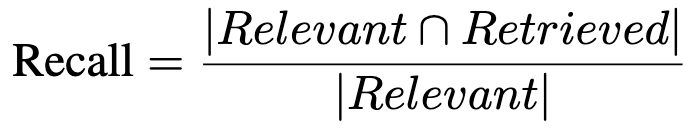 Recall = |Relevant ∩ Retrieved| / |Relevant|